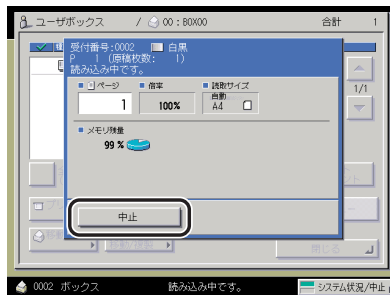 ユーザボックス / 00 : BOX00 合計 1
受付番号:0002 白黒
P 1 (原稿枚数: 1)
読み込み中です。
ページ 倍率 読取サイズ
自動
1 100% A4
1/1
メモリ残量
99 %
中止
閉じる
0002 ボックス 読み込み中です。 システム状況/中止